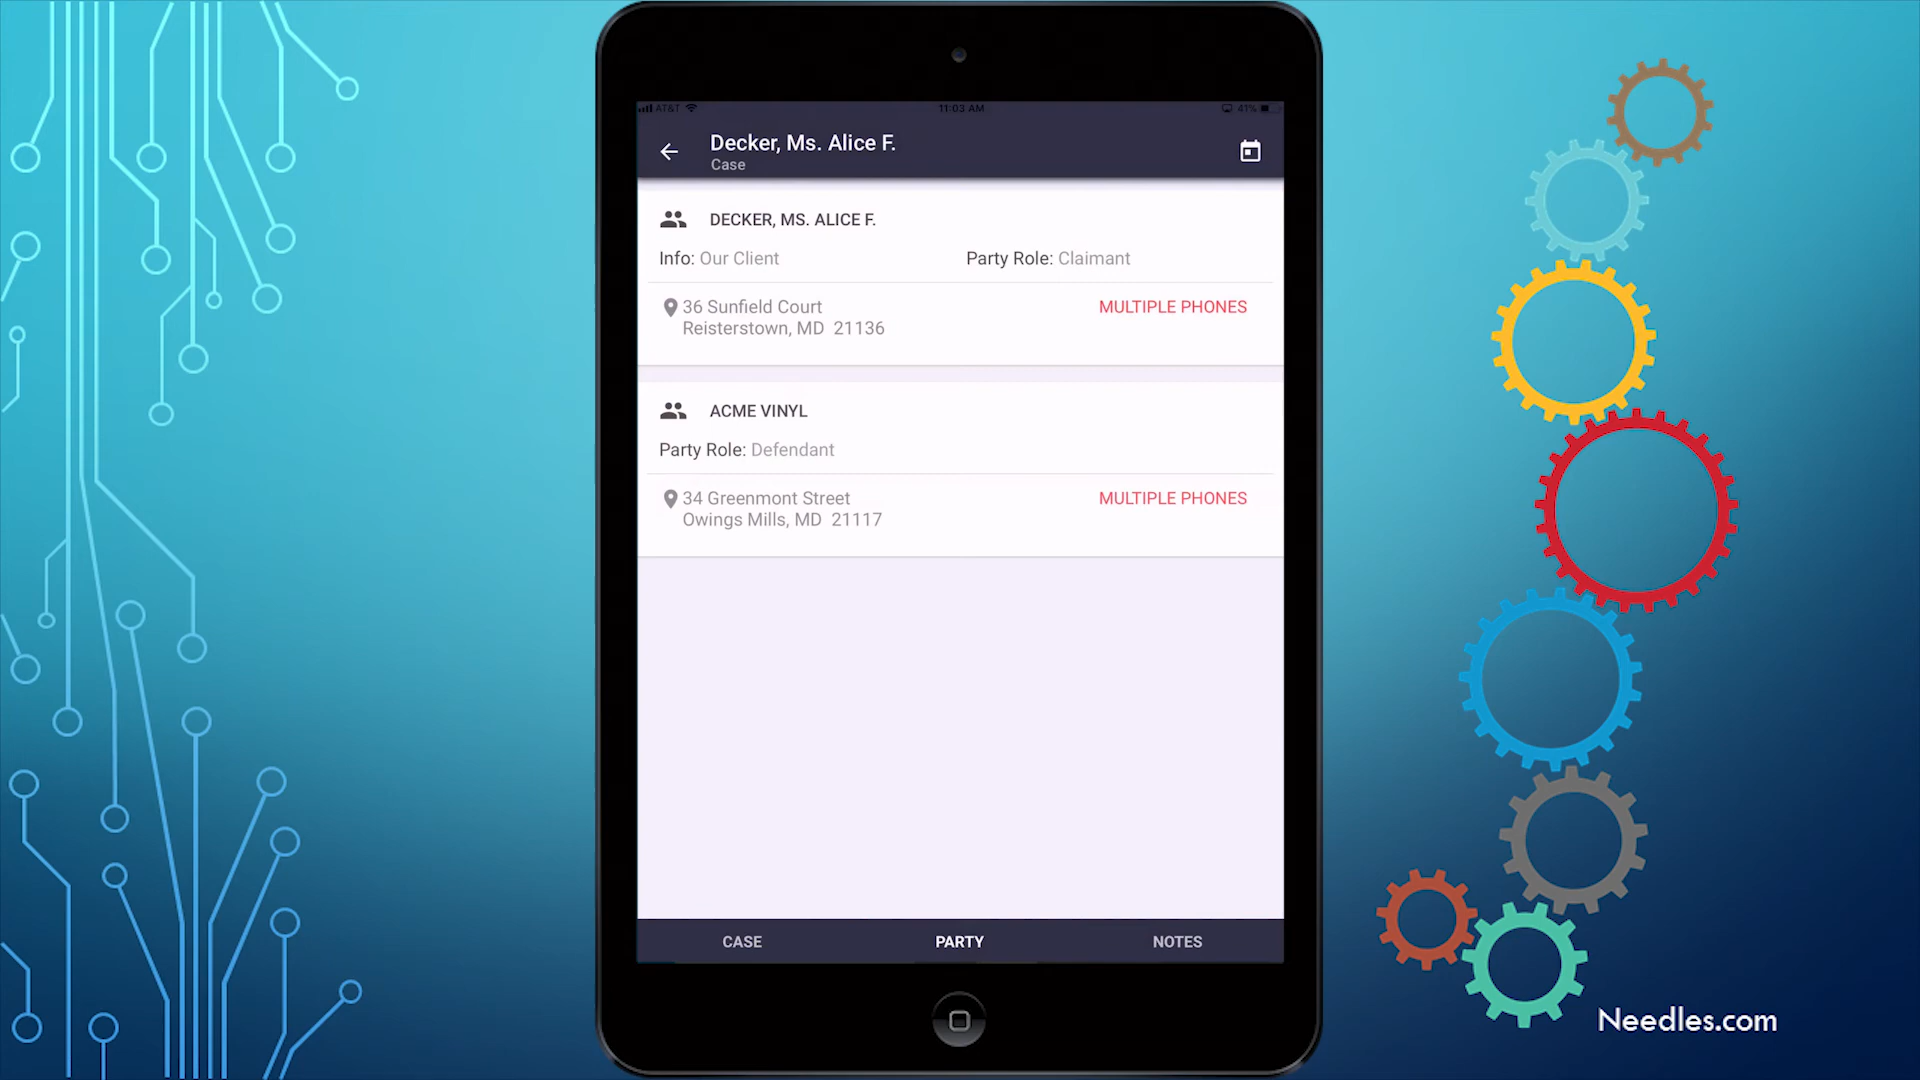 AT&T 11:03 AM 41%
Decker, Ms. Alice F.
Case
DECKER, MS. ALICE F.
Info: Our Client Party Role: Claimant
36 Sunfield Court MULTIPLE PHONES
Reisterstown, MD 21136
ACME VINYL
Party Role: Defendant
34 Greenmont Street MULTIPLE PHONES
Owings Mills, MD 21117
CASE PARTY NOTES
Needles.com